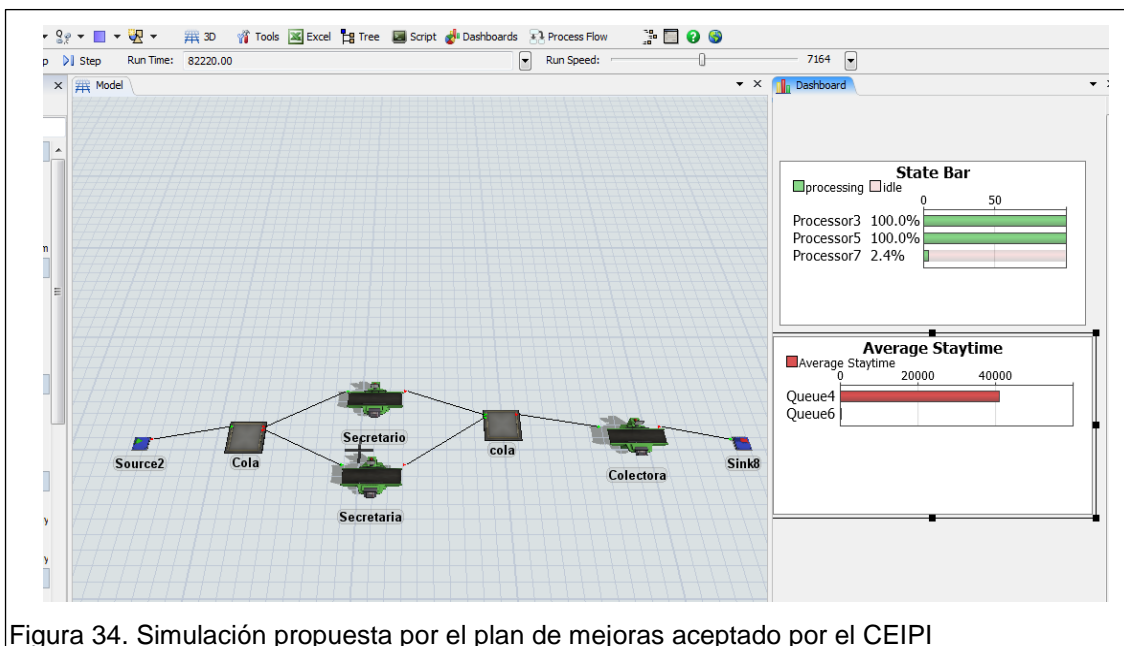 3D Tools Excel Tree Script Dashboards Process Flow
p Step Run Time: 82220.00 Run Speed: 7164
Model
Dashboard
State Bar
processing idle
0 50
Processor3 100.0%
Processor5 100.0%
Processor7 2.4%
Average Staytime
Average Staytime
0 20000 40000
Queue4
Queue6
Secretario
Source2
Cola
cola
Colectora
Sink8
Secretaria
m
y
y
Figura 34. Simulación propuesta por el plan de mejoras aceptado por el CEIPI